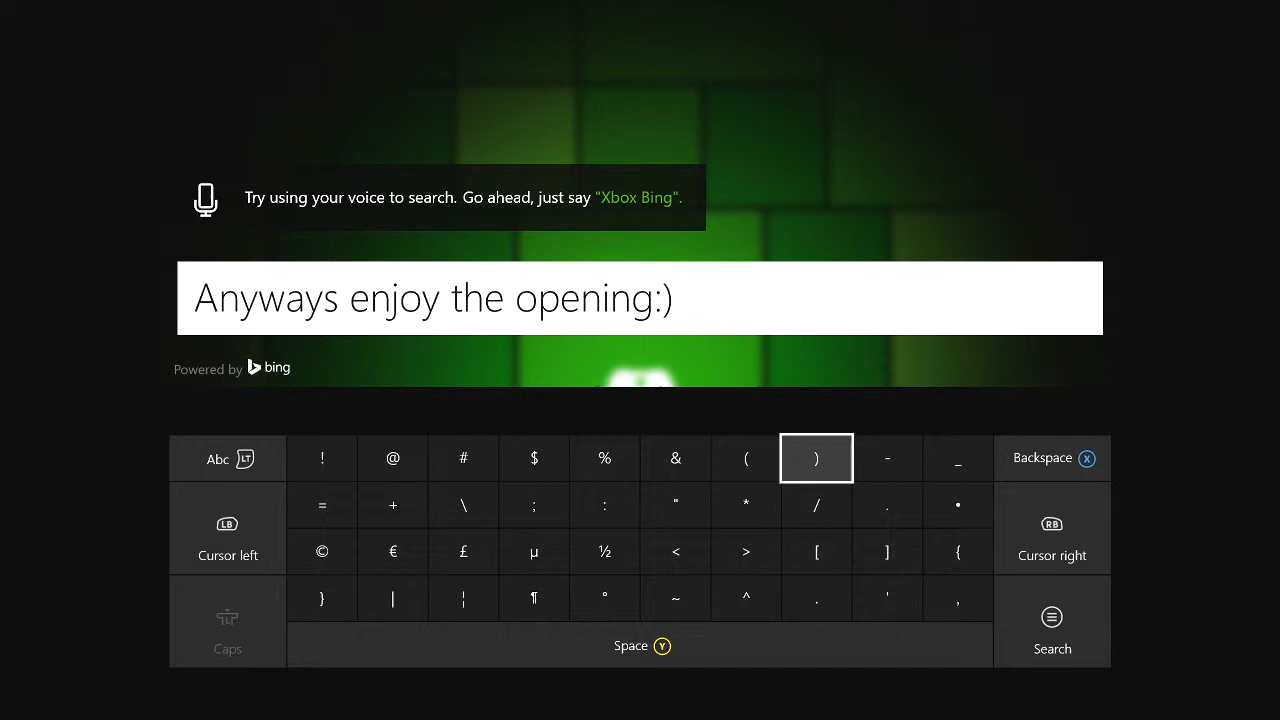 Try using your voice to search. Go ahead, just say "Xbox Bing".
Anyways enjoy the opening:)
Powered by bing
Abc LT ! @ # $ % & ( ) - _ Backspace X
= + \ ; : " * / . •
LB Cursor left
© € £ µ ½ < > [ ] {
RB Cursor right
} | ¦ ¶ ° ~ ^ . ' ,
Caps
Space Y
Search